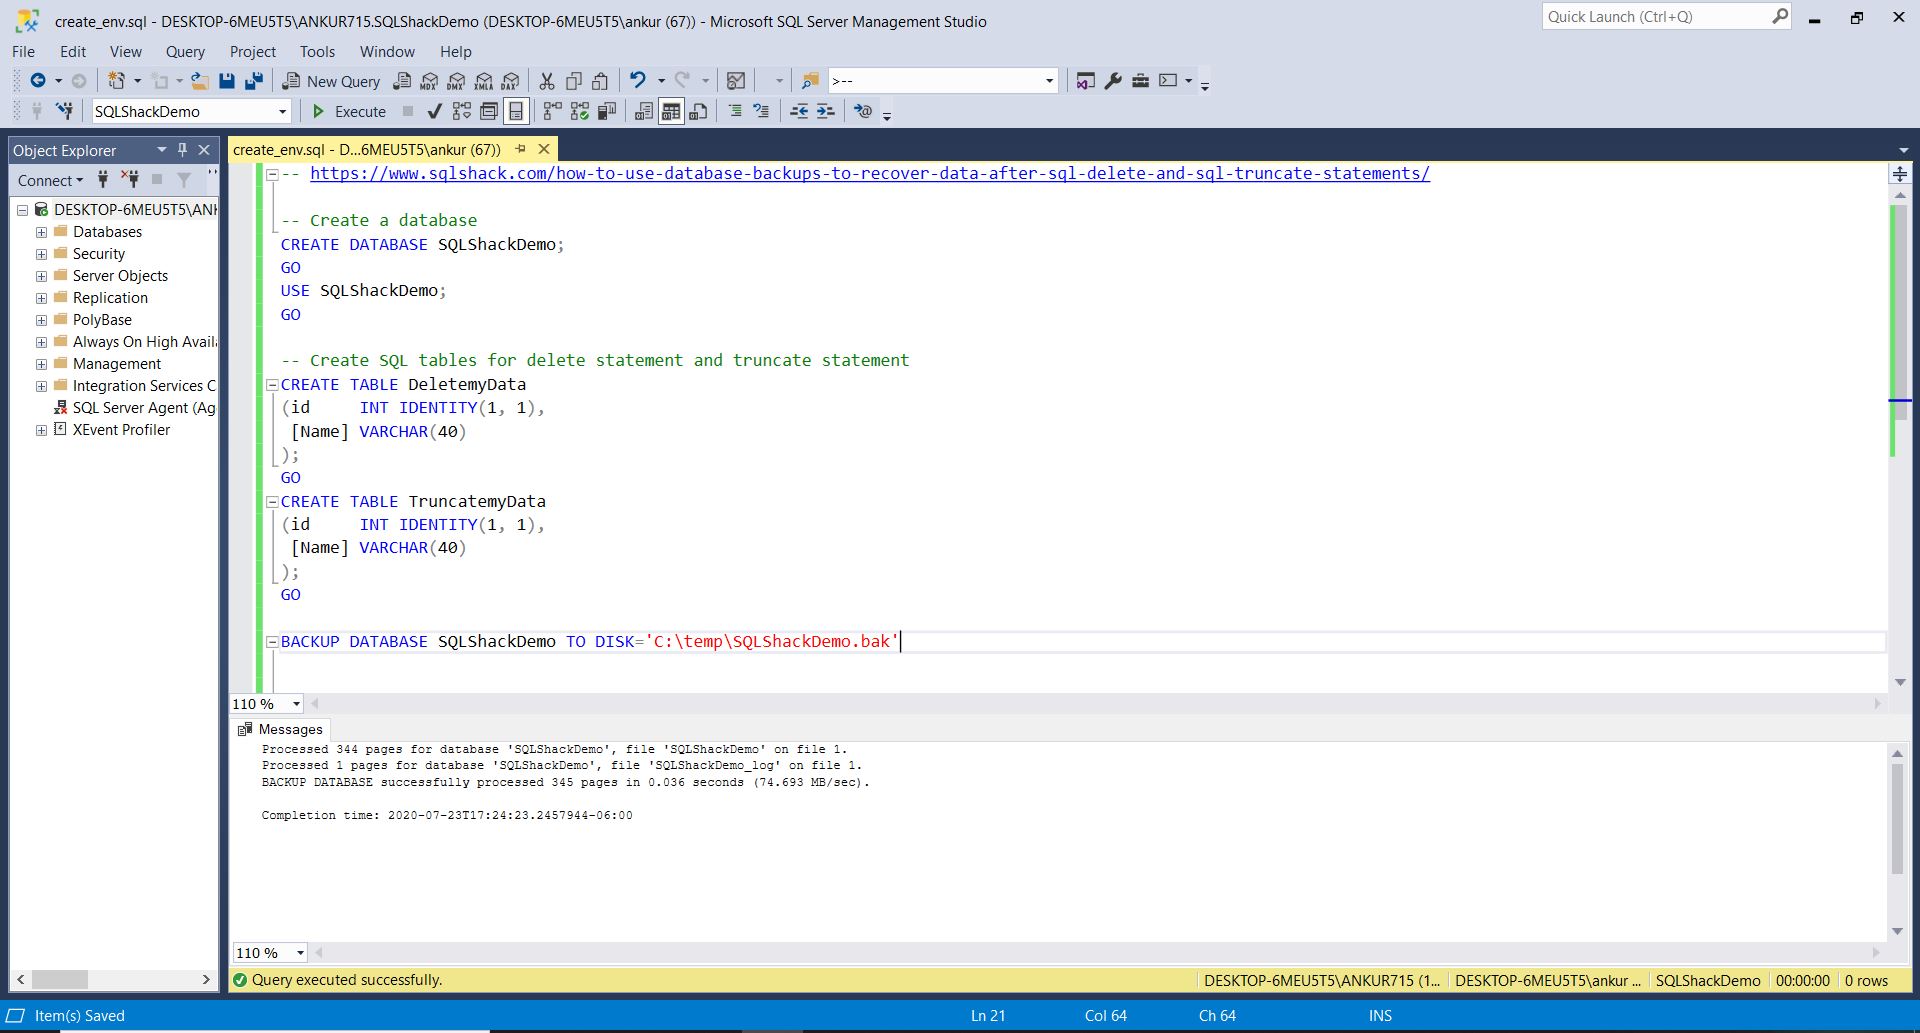 create_env.sql - DESKTOP-6MEU5T5\ANKUR715.SQLShackDemo (DESKTOP-6MEU5T5\ankur (67)) - Microsoft SQL Server Management Studio
Quick Launch (Ctrl+Q)
File Edit View Query Project Tools Window Help
New Query MDX DMX XMLA DAX >--
SQLShackDemo Execute
Object Explorer
Connect
DESKTOP-6MEU5T5\AN
Databases
Security
Server Objects
Replication
PolyBase
Always On High Avail
Management
Integration Services C
SQL Server Agent (Ag
XEvent Profiler
create_env.sql - D...6MEU5T5\ankur (67))
-- https://www.sqlshack.com/how-to-use-database-backups-to-recover-data-after-sql-delete-and-sql-truncate-statements/
-- Create a database
CREATE DATABASE SQLShackDemo;
GO
USE SQLShackDemo;
GO
-- Create SQL tables for delete statement and truncate statement
CREATE TABLE DeletemyData
(id INT IDENTITY(1, 1),
[Name] VARCHAR(40)
);
GO
CREATE TABLE TruncatemyData
(id INT IDENTITY(1, 1),
[Name] VARCHAR(40)
);
GO
BACKUP DATABASE SQLShackDemo TO DISK='C:\temp\SQLShackDemo.bak'
110 %
Messages
Processed 344 pages for database 'SQLShackDemo', file 'SQLShackDemo' on file 1.
Processed 1 pages for database 'SQLShackDemo', file 'SQLShackDemo_log' on file 1.
BACKUP DATABASE successfully processed 345 pages in 0.036 seconds (74.693 MB/sec).
Completion time: 2020-07-23T17:24:23.2457944-06:00
110 %
Query executed successfully. DESKTOP-6MEU5T5\ANKUR715 (1... DESKTOP-6MEU5T5\ankur ... SQLShackDemo 00:00:00 0 rows
Item(s) Saved Ln 21 Col 64 Ch 64 INS